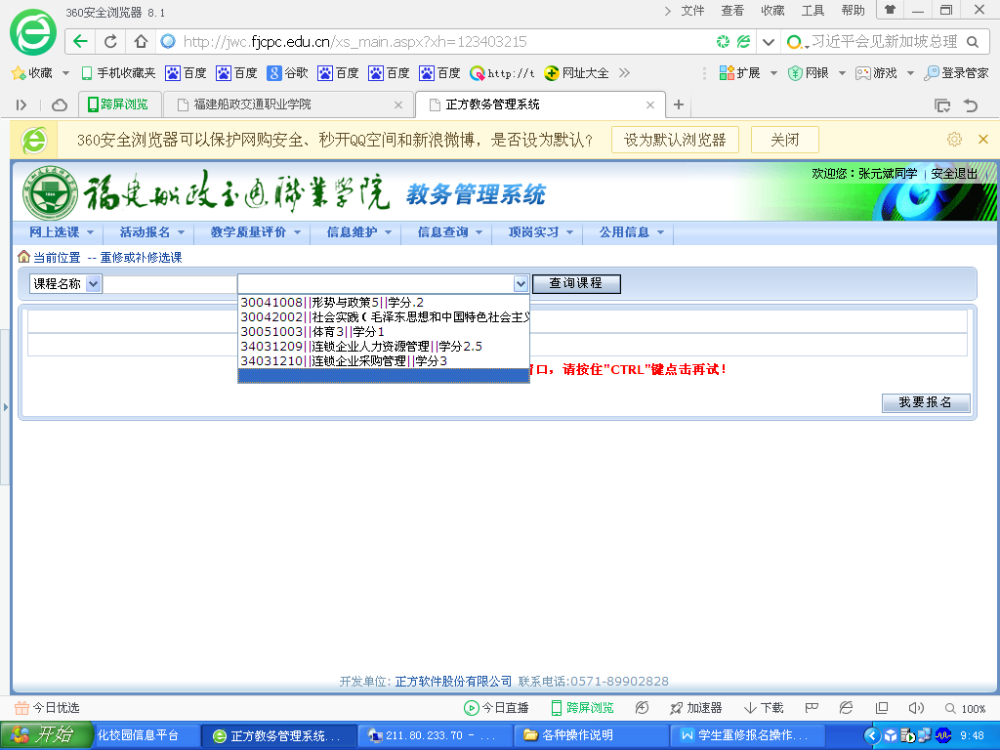 360安全浏览器 8.1
文件 查看 收藏 工具 帮助
http://jwc.fjcpc.edu.cn/xs_main.aspx?xh=123403215
习近平会见新加坡总理
收藏 手机收藏夹 百度 百度 谷歌 百度 百度 百度 http://t 网址大全 扩展 网银 游戏 登录管家
跨屏浏览 福建船政交通职业学院 正方教务管理系统
360安全浏览器可以保护网购安全、秒开QQ空间和新浪微博，是否设为默认？ 设为默认浏览器 关闭
福建船政交通職業学院 教务管理系统
欢迎您：张元斌同学 安全退出
网上选课 活动报名 教学质量评价 信息维护 信息查询 顶岗实习 公用信息
当前位置 -- 重修或补修选课
课程名称 查询课程
30041008||形势与政策5||学分.2
30042002||社会实践（毛泽东思想和中国特色社会主义
30051003||体育3||学分1
34031209||连锁企业人力资源管理||学分2.5
34031210||连锁企业采购管理||学分3
口，请按住"CTRL"键点击再试！
我要报名
开发单位: 正方软件股份有限公司 联系电话:0571-89902828
今日优选 今日直播 跨屏浏览 加速器 下载 100%
开始 化校园信息平台 正方教务管理系统... 211.80.233.70 - ... 各种操作说明 学生重修报名操作... 9:48